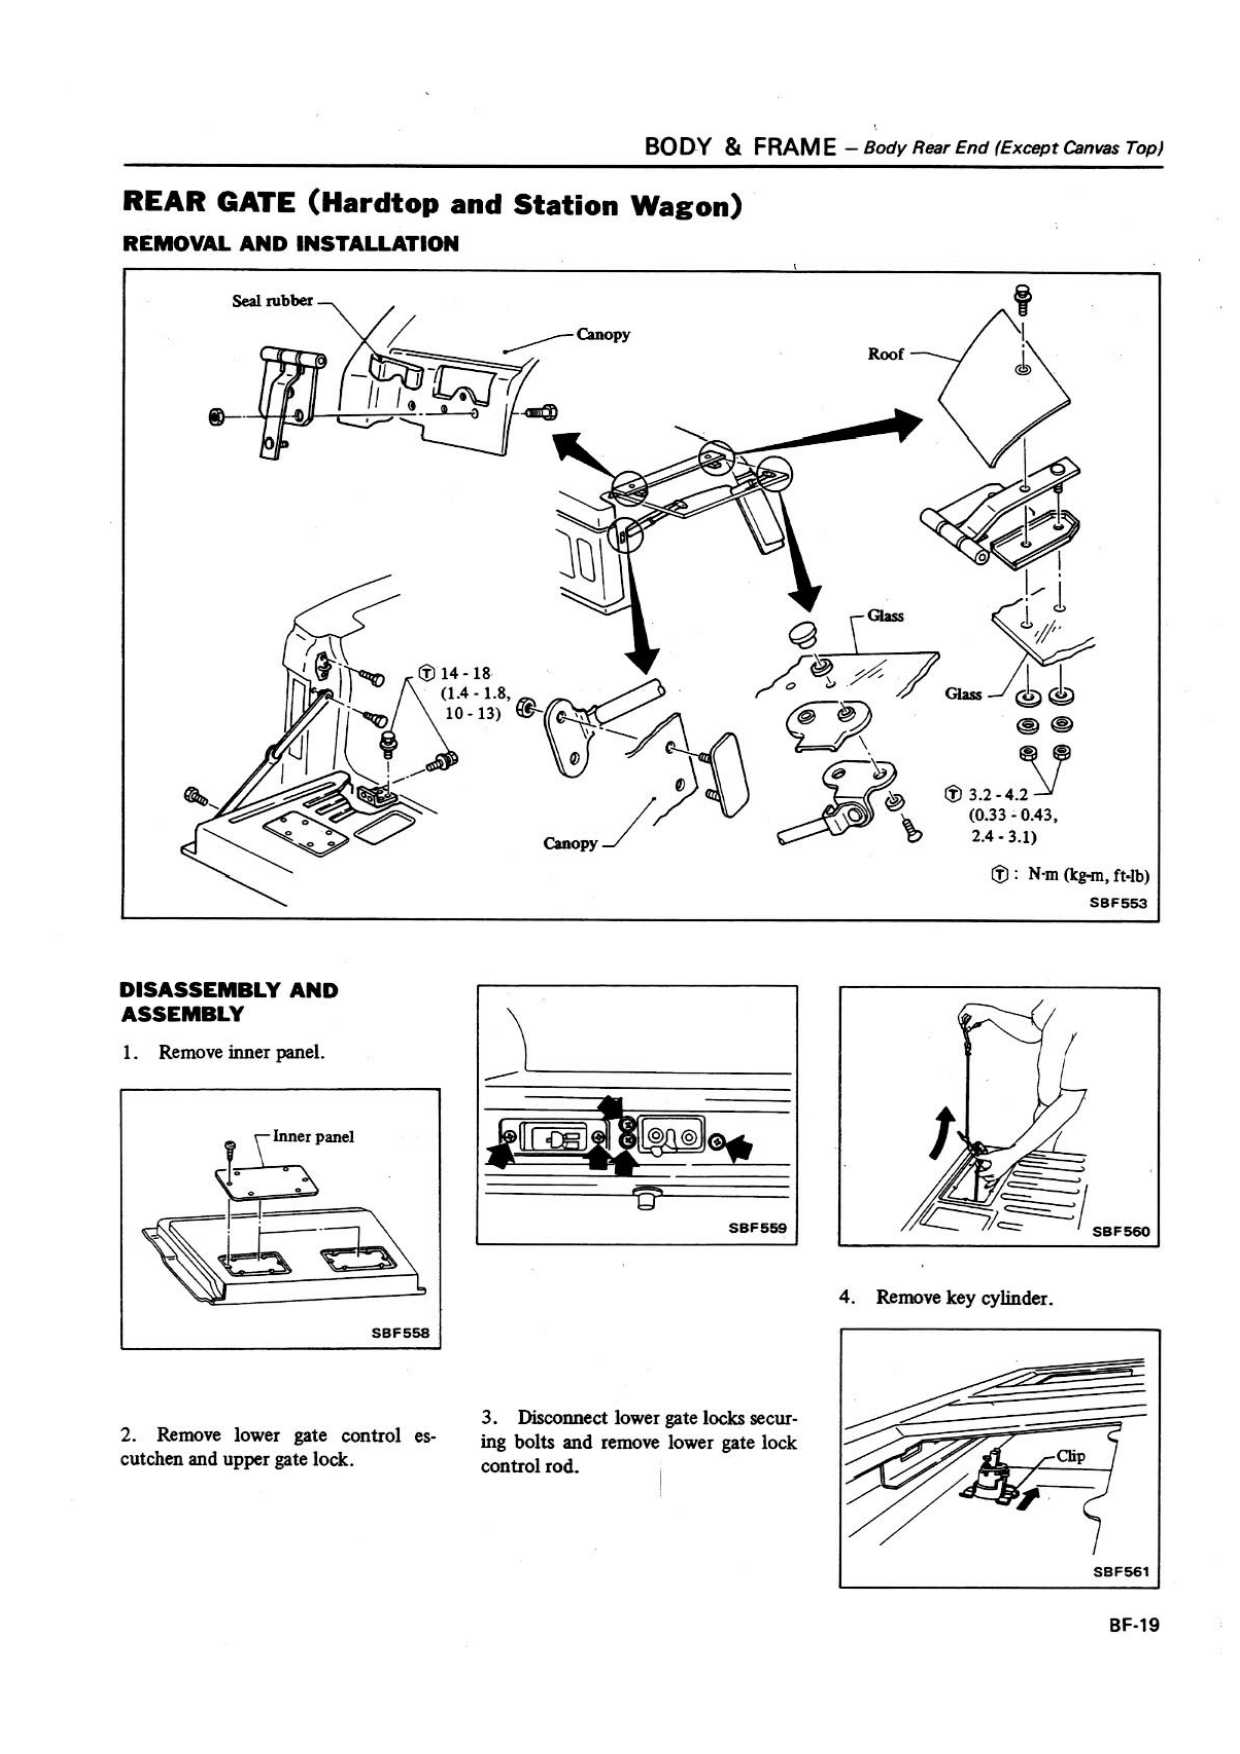 BODY & FRAME – Body Rear End (Except Canvas Top)
REAR GATE (Hardtop and Station Wagon)
REMOVAL AND INSTALLATION
Seal rubber
Canopy
Roof
Glass
Ⓣ 14 - 18
(1.4 - 1.8,
10 - 13)
Glass
Ⓣ 3.2 - 4.2
(0.33 - 0.43,
2.4 - 3.1)
Canopy
Ⓣ : N·m (kg-m, ft-lb)
SBF553
DISASSEMBLY AND
ASSEMBLY
1. Remove inner panel.
Inner panel
SBF558
2. Remove lower gate control es-
cutchen and upper gate lock.
SBF559
3. Disconnect lower gate locks secur-
ing bolts and remove lower gate lock
control rod.
SBF560
4. Remove key cylinder.
Clip
SBF561
BF-19